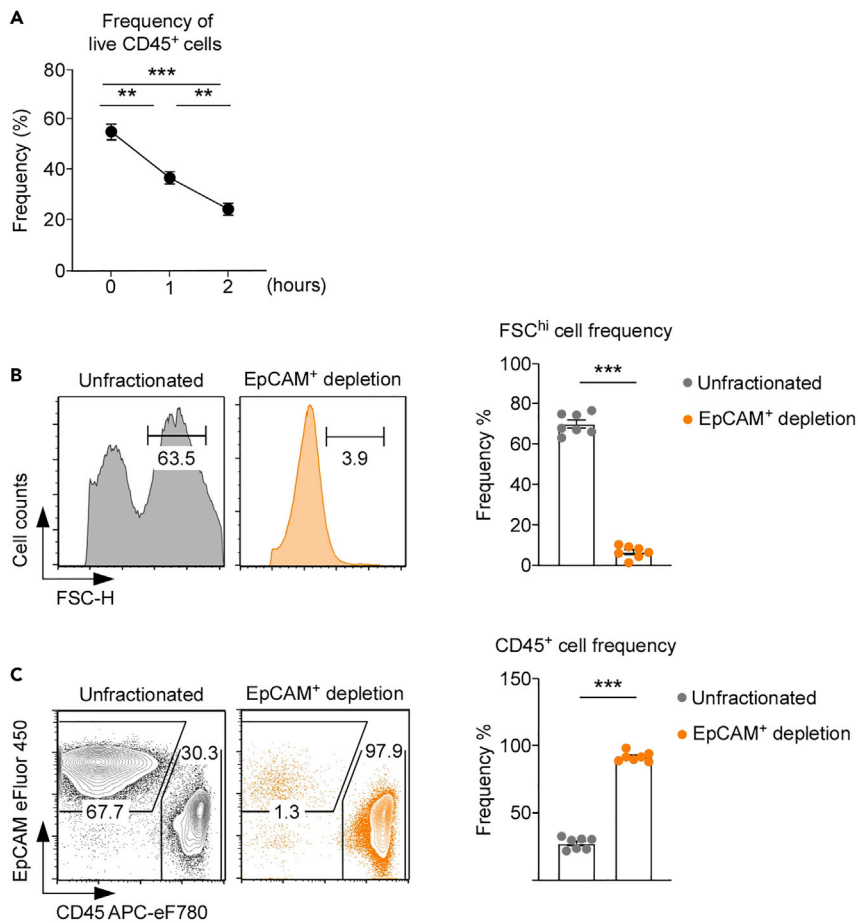 A
Frequency of
live CD45⁺ cells
80
60
40
20
0
Frequency (%)
***
**
**
0
1
2
(hours)
B
Unfractionated
EpCAM⁺ depletion
63.5
3.9
Cell counts
FSC-H
FSCʰⁱ cell frequency
100
80
60
40
20
0
Frequency %
***
Unfractionated
EpCAM⁺ depletion
C
Unfractionated
EpCAM⁺ depletion
30.3
67.7
97.9
1.3
EpCAM eFluor 450
CD45 APC-eF780
CD45⁺ cell frequency
150
100
50
Frequency %
***
Unfractionated
EpCAM⁺ depletion